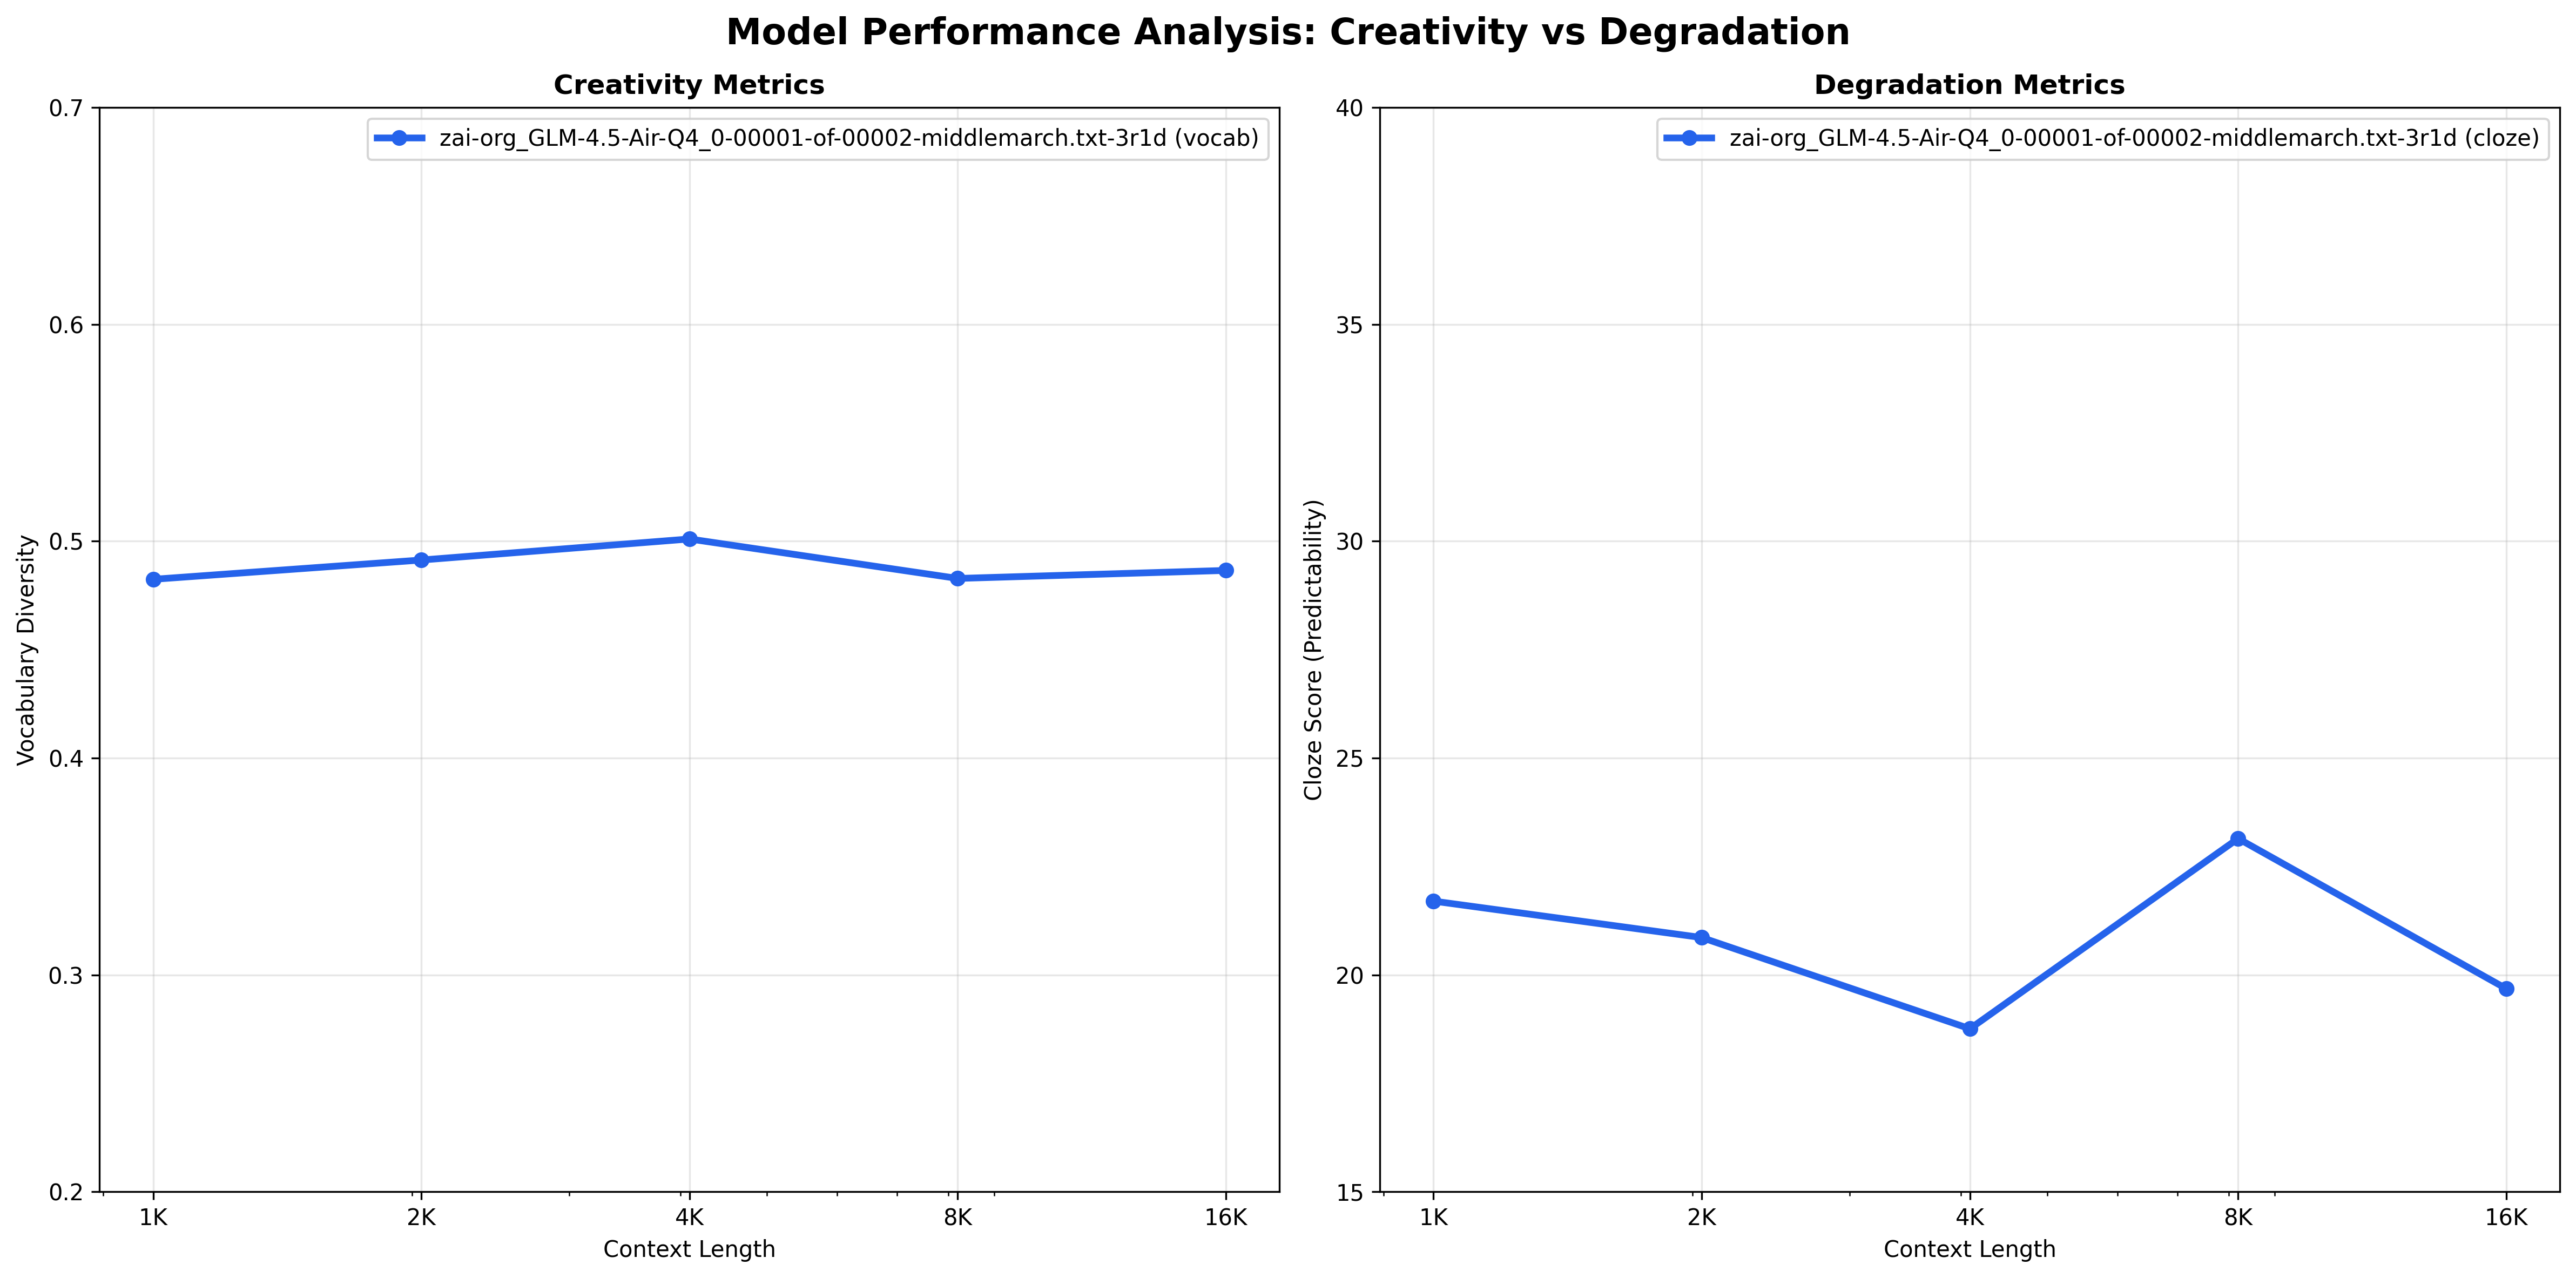 Model Performance Analysis: Creativity vs Degradation
Creativity Metrics
zai-org_GLM-4.5-Air-Q4_0-00001-of-00002-middlemarch.txt-3r1d (vocab)
Vocabulary Diversity
0.7
0.6
0.5
0.4
0.3
0.2
1K
2K
4K
8K
16K
Context Length
Degradation Metrics
zai-org_GLM-4.5-Air-Q4_0-00001-of-00002-middlemarch.txt-3r1d (cloze)
Cloze Score (Predictability)
40
35
30
25
20
15
1K
2K
4K
8K
16K
Context Length